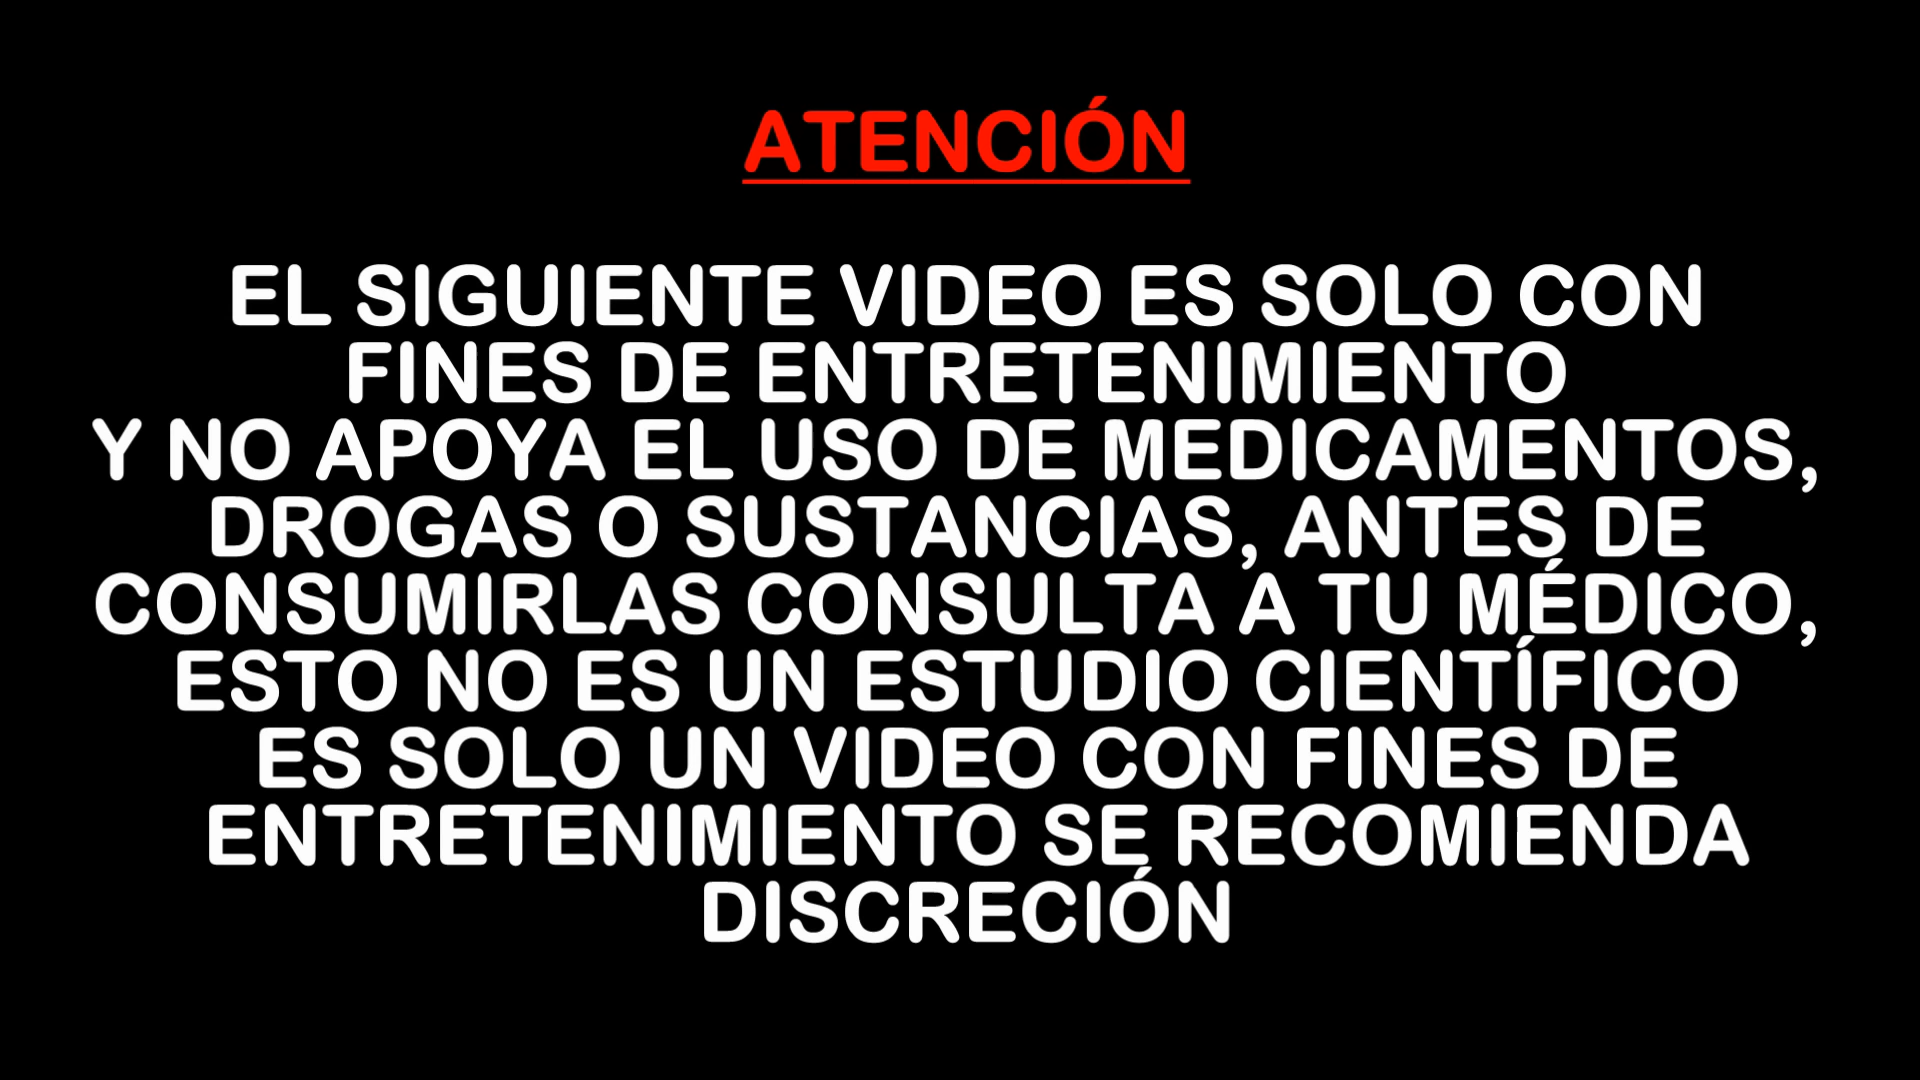 ATENCIÓN
EL SIGUIENTE VIDEO ES SOLO CON
FINES DE ENTRETENIMIENTO
Y NO APOYA EL USO DE MEDICAMENTOS,
DROGAS O SUSTANCIAS, ANTES DE
CONSUMIRLAS CONSULTA A TU MÉDICO,
ESTO NO ES UN ESTUDIO CIENTÍFICO
ES SOLO UN VIDEO CON FINES DE
ENTRETENIMIENTO SE RECOMIENDA
DISCRECIÓN